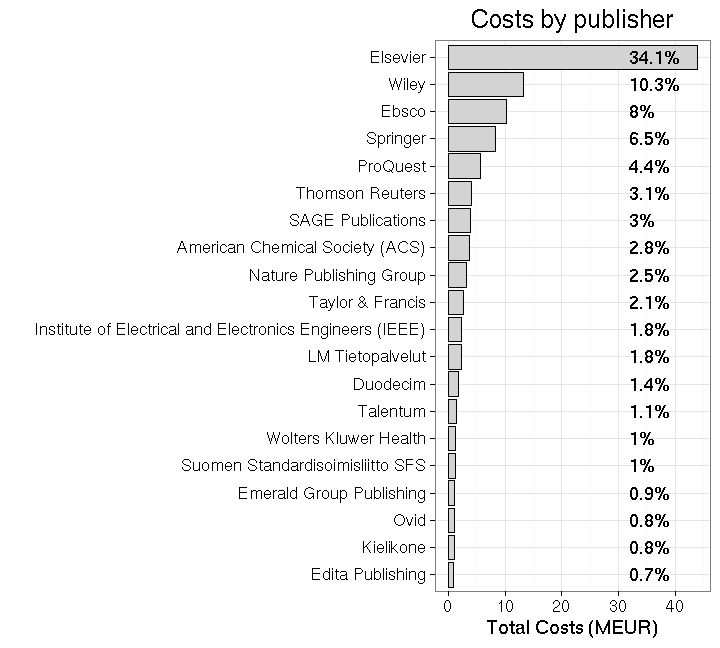 Costs by publisher
Elsevier 34.1%
Wiley 10.3%
Ebsco 8%
Springer 6.5%
ProQuest 4.4%
Thomson Reuters 3.1%
SAGE Publications 3%
American Chemical Society (ACS) 2.8%
Nature Publishing Group 2.5%
Taylor & Francis 2.1%
Institute of Electrical and Electronics Engineers (IEEE) 1.8%
LM Tietopalvelut 1.8%
Duodecim 1.4%
Talentum 1.1%
Wolters Kluwer Health 1%
Suomen Standardisoimisliitto SFS 1%
Emerald Group Publishing 0.9%
Ovid 0.8%
Kielikone 0.8%
Edita Publishing 0.7%
0 10 20 30 40
Total Costs (MEUR)